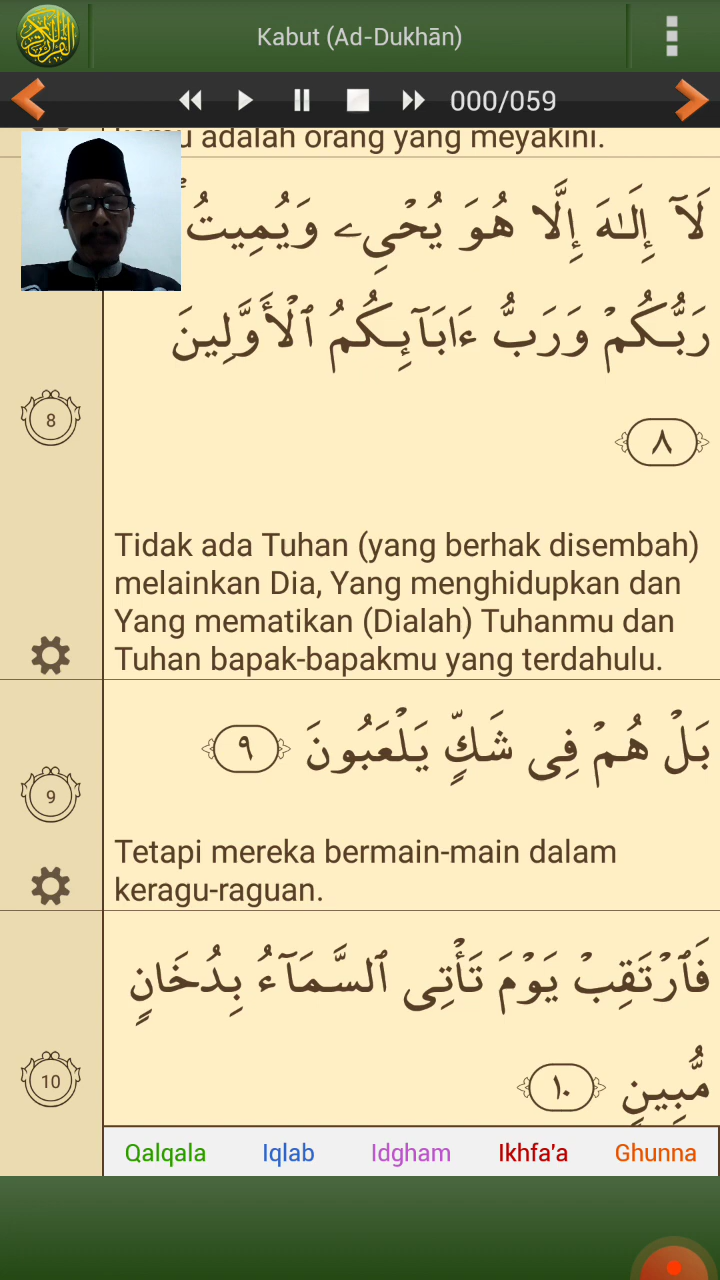 Kabut (Ad-Dukhān)
000/059
adalah orang yang meyakini.
لَآ إِلَـٰهَ إِلَّا هُوَ يُحْىِۦ وَيُمِيتُ ۖ
رَبُّكُمْ وَرَبُّ ءَابَآئِكُمُ ٱلْأَوَّلِينَ
8
٨
Tidak ada Tuhan (yang berhak disembah)
melainkan Dia, Yang menghidupkan dan
Yang mematikan (Dialah) Tuhanmu dan
Tuhan bapak-bapakmu yang terdahulu.
بَلْ هُمْ فِى شَكٍّ يَلْعَبُونَ ٩
9
Tetapi mereka bermain-main dalam
keragu-raguan.
فَٱرْتَقِبْ يَوْمَ تَأْتِى ٱلسَّمَآءُ بِدُخَانٍ
10
مُّبِينٍ ١٠
Qalqala Iqlab Idgham Ikhfa'a Ghunna